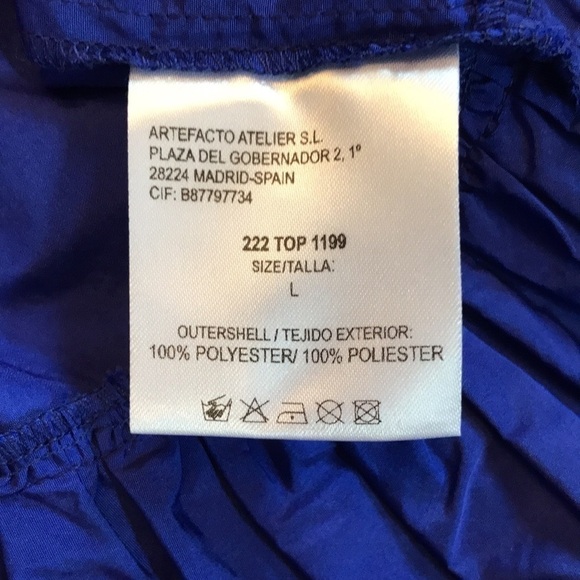 ARTEFACTO ATELIER S.L.
PLAZA DEL GOBERNADOR 2, 1º
28224 MADRID-SPAIN
CIF: B87797734
222 TOP 1199
SIZE/TALLA:
L
OUTERSHELL / TEJIDO EXTERIOR:
100% POLYESTER/ 100% POLIESTER